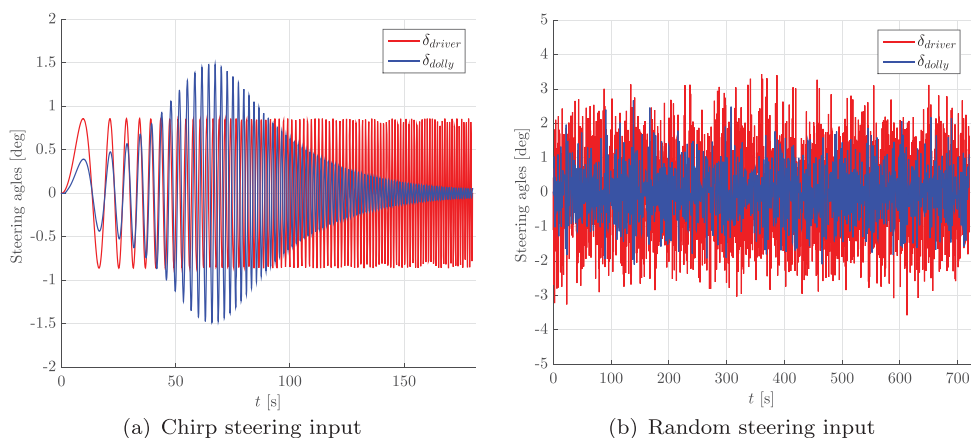 2
1.5
1
0.5
0
-0.5
-1
-1.5
-2
Steering agles [deg]
δdriver
δdolly
0 50 100 150
t [s]
(a) Chirp steering input
5
4
3
2
1
0
-1
-2
-3
-4
-5
Steering agles [deg]
δdriver
δdolly
0 100 200 300 400 500 600 700
t [s]
(b) Random steering input